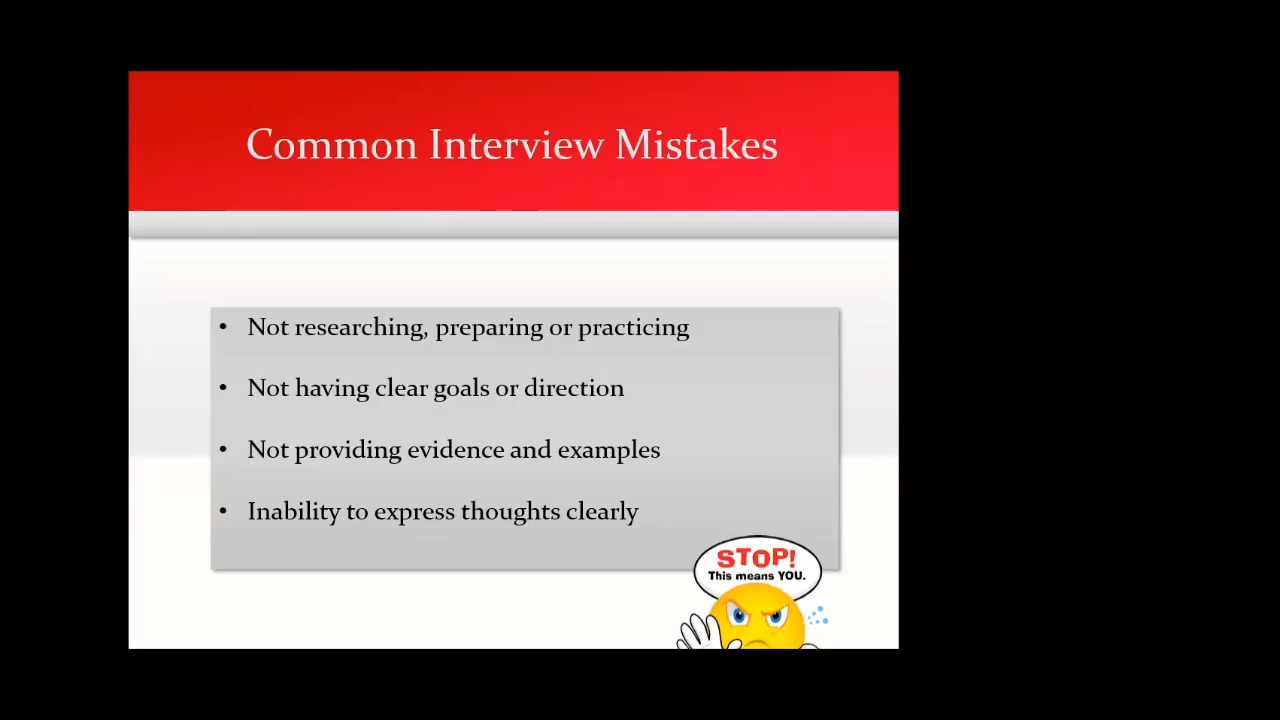 Common Interview Mistakes
• Not researching, preparing or practicing
• Not having clear goals or direction
• Not providing evidence and examples
• Inability to express thoughts clearly
STOP!
This means YOU.